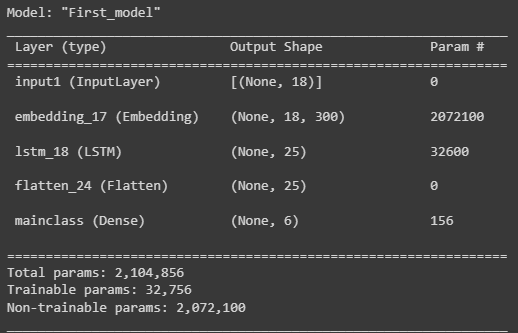 Model: "First_model"
Layer (type) Output Shape Param #
input1 (InputLayer) [(None, 18)] 0
embedding_17 (Embedding) (None, 18, 300) 2072100
lstm_18 (LSTM) (None, 25) 32600
flatten_24 (Flatten) (None, 25) 0
mainclass (Dense) (None, 6) 156
Total params: 2,104,856
Trainable params: 32,756
Non-trainable params: 2,072,100